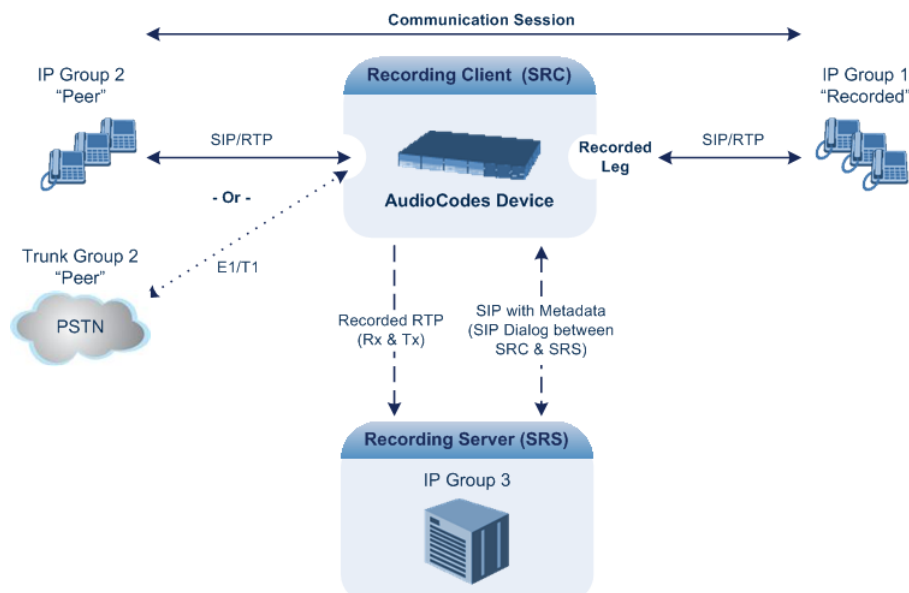 Communication Session
IP Group 2
“Peer”
Recording Client (SRC)
IP Group 1
“Recorded”
SIP/RTP
Recorded
Leg
SIP/RTP
AudioCodes Device
- Or -
Trunk Group 2
“Peer”
E1/T1
PSTN
Recorded RTP
(Rx & Tx)
SIP with Metadata
(SIP Dialog between
SRC & SRS)
Recording Server (SRS)
IP Group 3